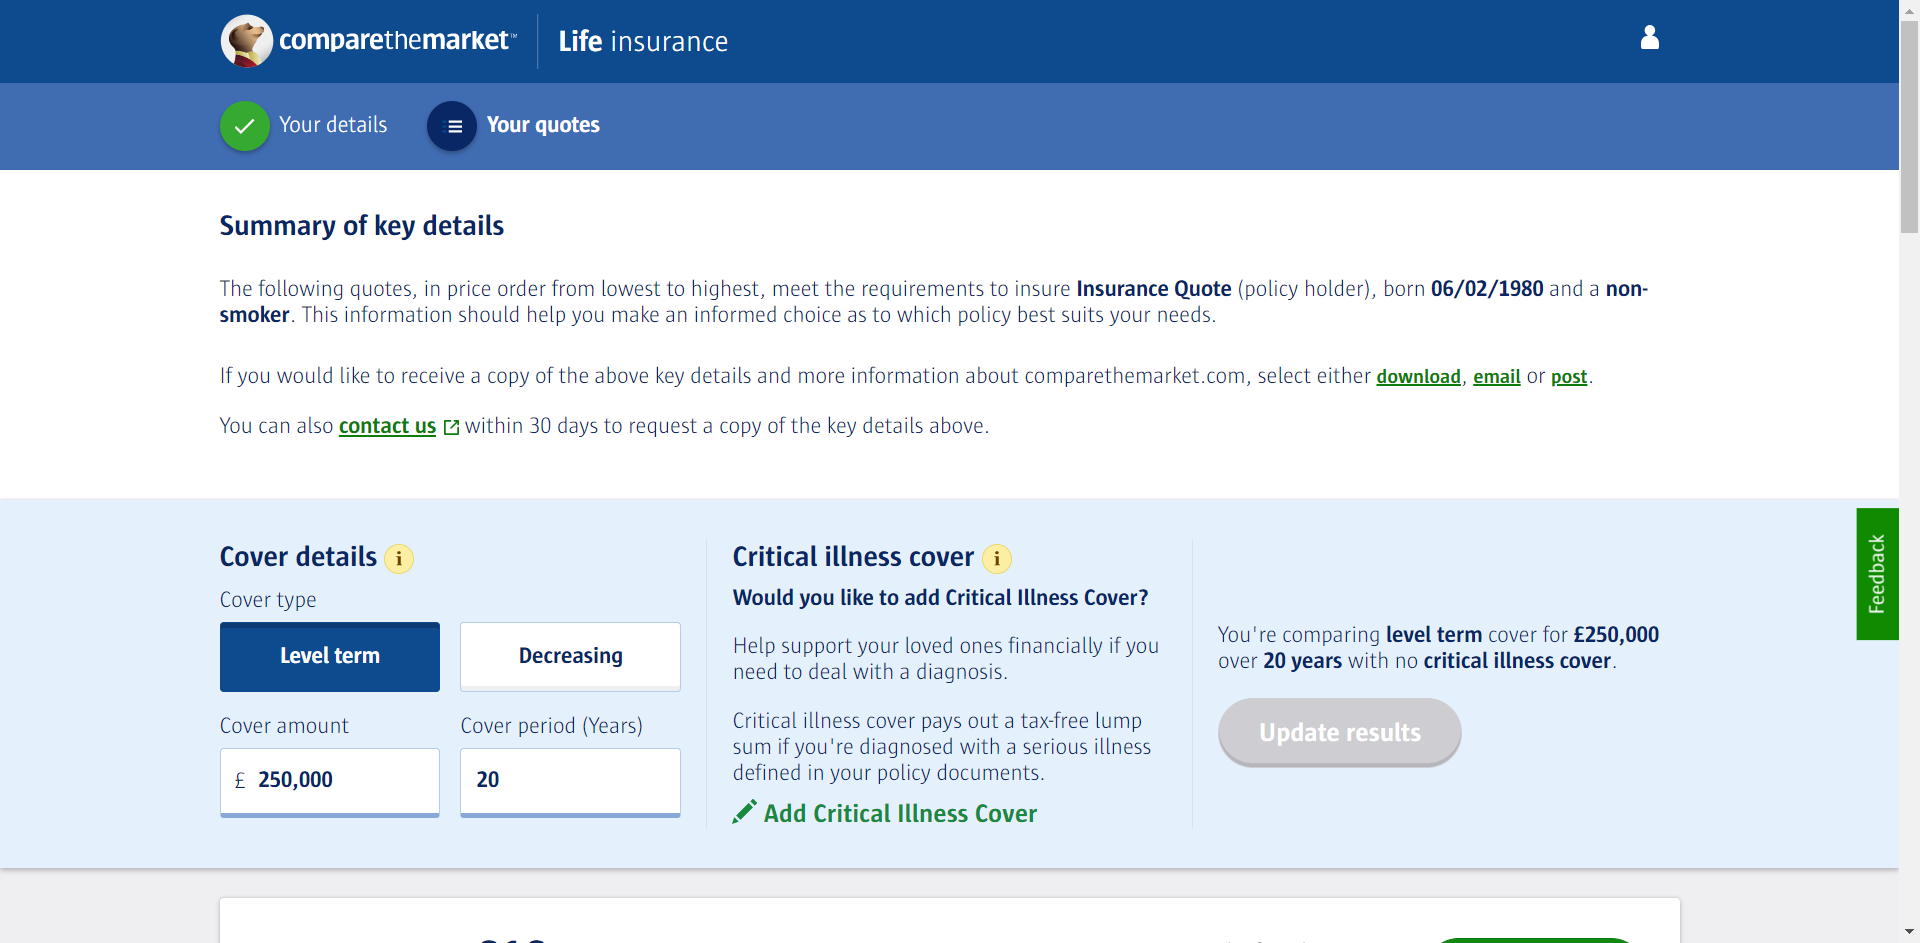 comparethemarket™
Life insurance
Your details
Your quotes
Summary of key details
The following quotes, in price order from lowest to highest, meet the requirements to insure Insurance Quote (policy holder), born 06/02/1980 and a non-
smoker. This information should help you make an informed choice as to which policy best suits your needs.
If you would like to receive a copy of the above key details and more information about comparethemarket.com, select either download, email or post.
You can also contact us within 30 days to request a copy of the key details above.
Cover details i
Cover type
Level term
Decreasing
Cover amount
Cover period (Years)
£ 250,000
20
Critical illness cover i
Would you like to add Critical Illness Cover?
Help support your loved ones financially if you
need to deal with a diagnosis.
Critical illness cover pays out a tax-free lump
sum if you're diagnosed with a serious illness
defined in your policy documents.
Add Critical Illness Cover
You're comparing level term cover for £250,000
over 20 years with no critical illness cover.
Update results
Feedback